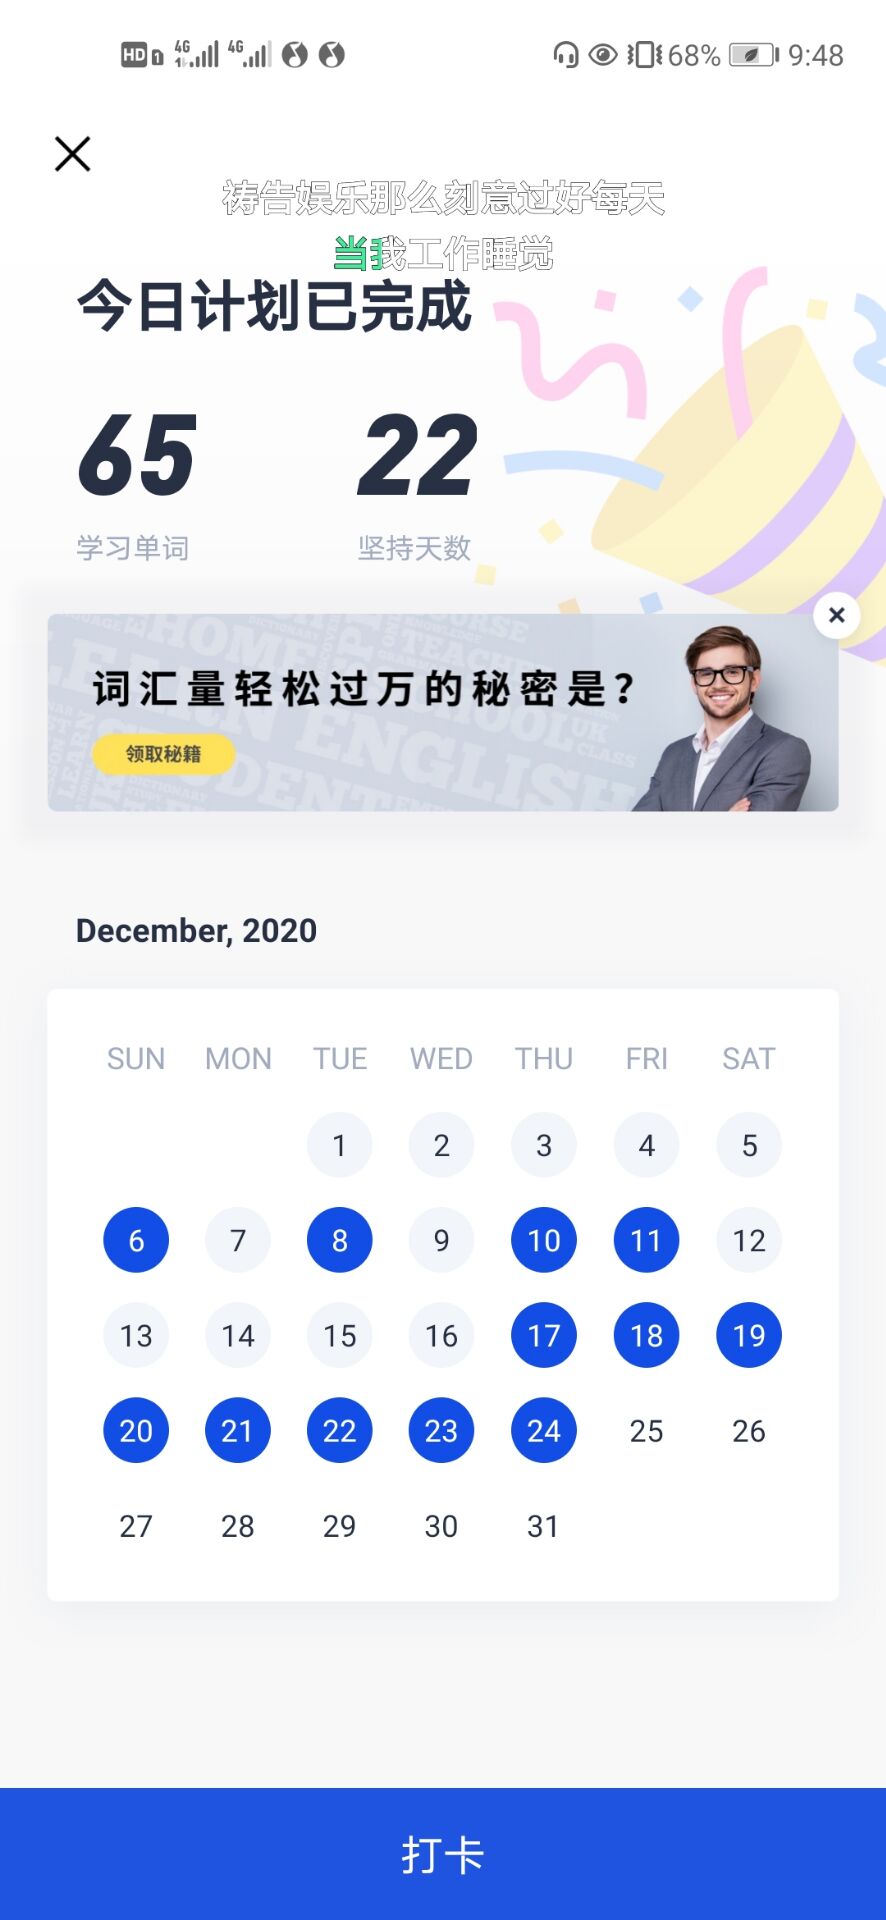 HD 1 4G 4G 68% 9:48
祷告娱乐那么刻意过好每天
当我工作睡觉
今日计划已完成
65 22
学习单词 坚持天数
词汇量轻松过万的秘密是？
领取秘籍
December, 2020
SUN MON TUE WED THU FRI SAT
1 2 3 4 5
6 7 8 9 10 11 12
13 14 15 16 17 18 19
20 21 22 23 24 25 26
27 28 29 30 31
打卡